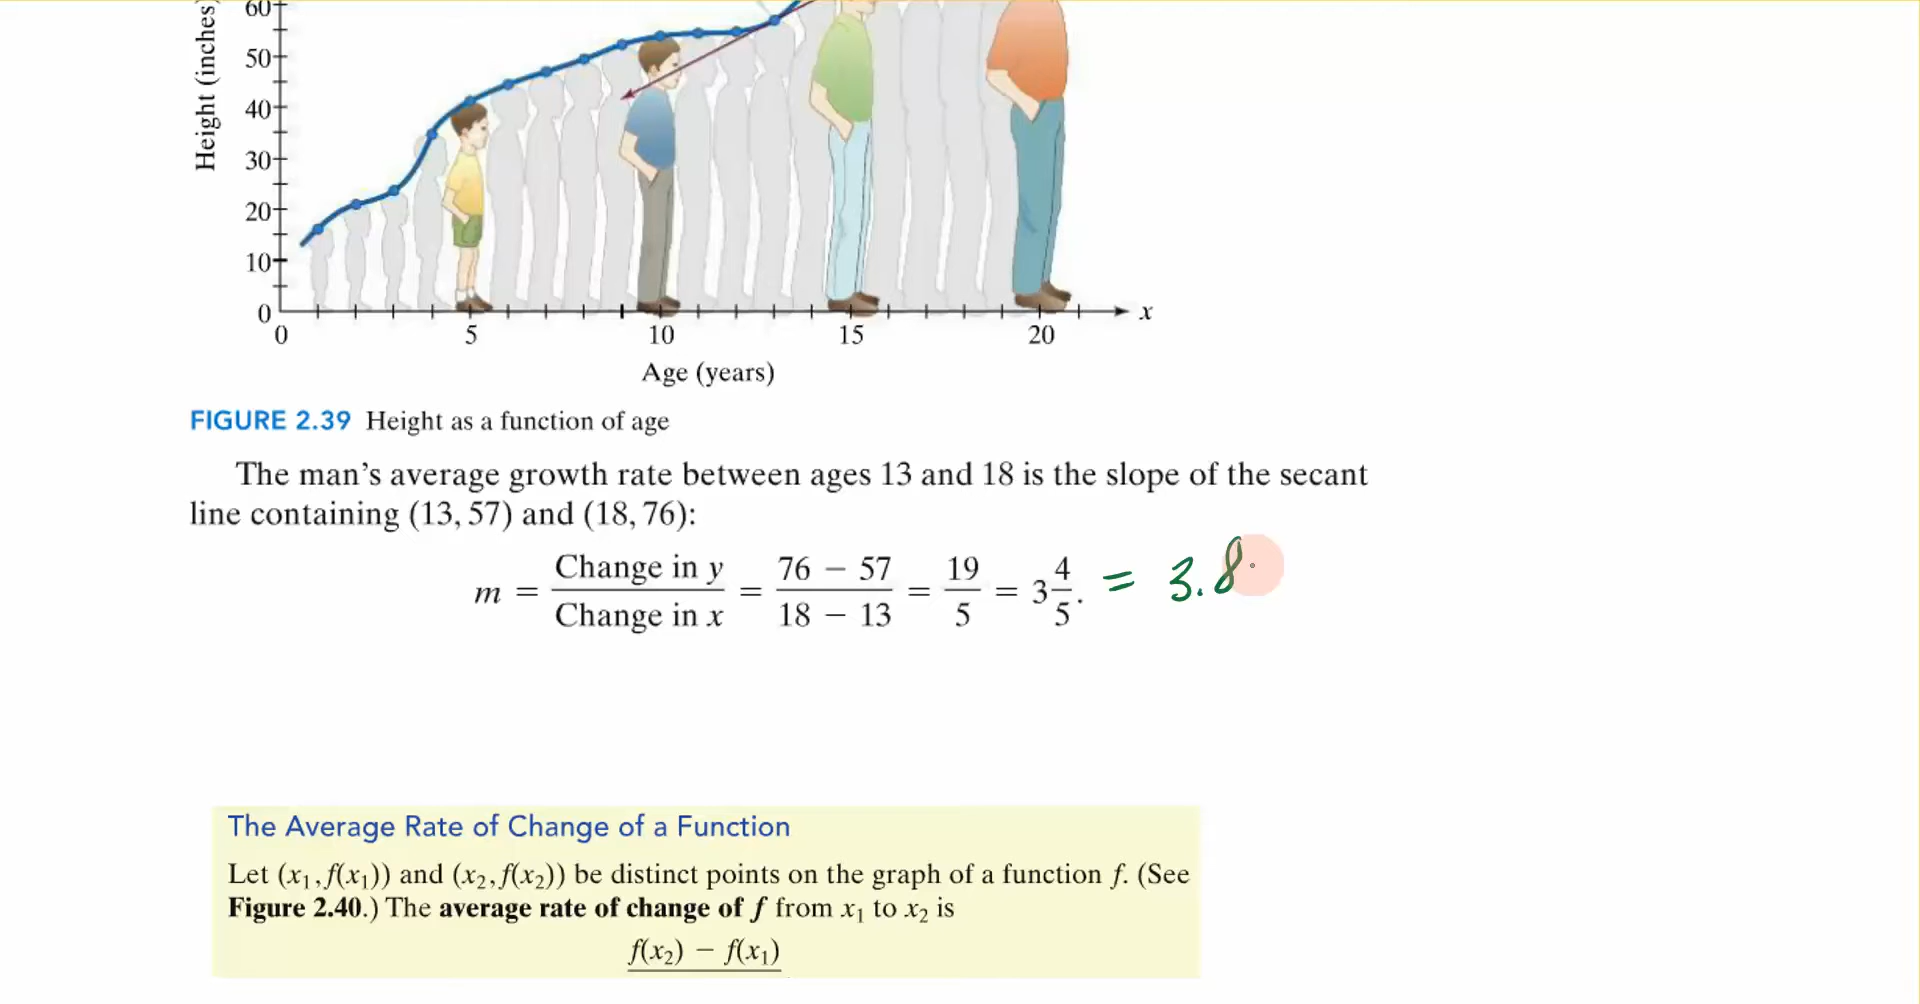 Height (inches)
60
50
40
30
20
10
0
0 5 10 15 20 x
Age (years)
FIGURE 2.39 Height as a function of age
The man’s average growth rate between ages 13 and 18 is the slope of the secant
line containing (13, 57) and (18, 76):
m = Change in y / Change in x = 76 − 57 / 18 − 13 = 19 / 5 = 3 4/5. = 3.8
The Average Rate of Change of a Function
Let (x₁, f(x₁)) and (x₂, f(x₂)) be distinct points on the graph of a function f. (See
Figure 2.40.) The average rate of change of f from x₁ to x₂ is
f(x₂) − f(x₁)